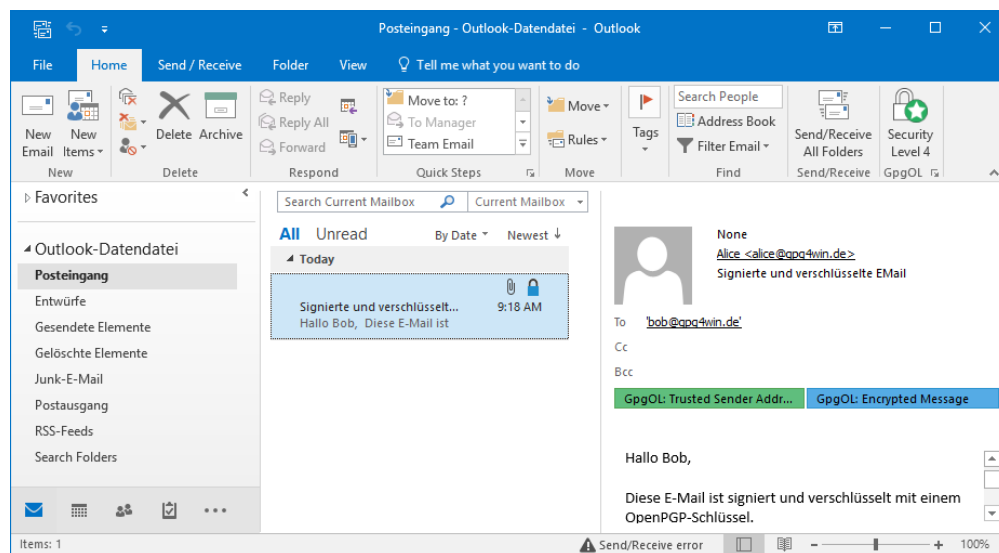 Posteingang - Outlook-Datendatei - Outlook
File Home Send / Receive Folder View Tell me what you want to do
New Email
New Items
Delete
Archive
Reply
Reply All
Forward
Move to: ?
To Manager
Team Email
Move
Rules
Tags
Search People
Address Book
Filter Email
Send/Receive All Folders
Security Level 4
New Delete Respond Quick Steps Move Find Send/Receive GpgOL
Favorites
Outlook-Datendatei
Posteingang
Entwürfe
Gesendete Elemente
Gelöschte Elemente
Junk-E-Mail
Postausgang
RSS-Feeds
Search Folders
Search Current Mailbox Current Mailbox
All Unread By Date Newest
Today
Signierte und verschlüsselt... 9:18 AM
Hallo Bob, Diese E-Mail ist
None
Alice <alice@gpg4win.de>
Signierte und verschlüsselte EMail
To 'bob@gpg4win.de'
Cc
Bcc
GpgOL: Trusted Sender Addr... GpgOL: Encrypted Message
Hallo Bob,
Diese E-Mail ist signiert und verschlüsselt mit einem
OpenPGP-Schlüssel.
Items: 1 Send/Receive error 100%